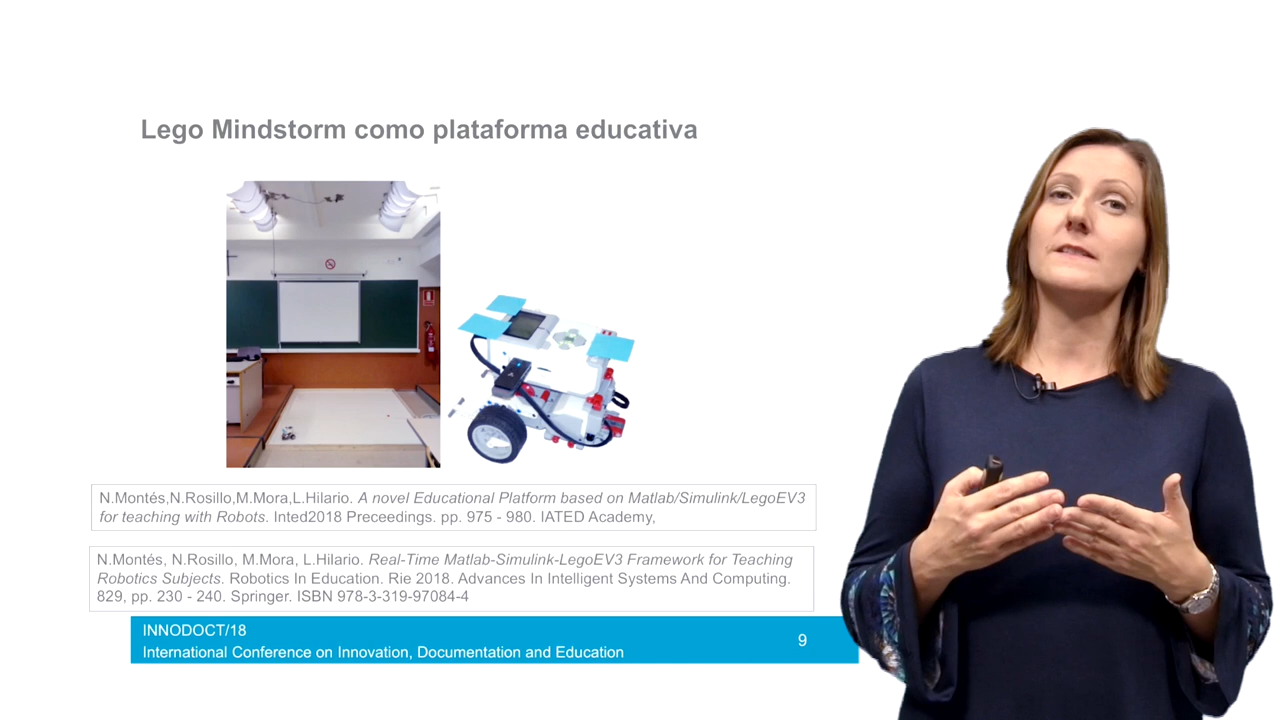 Lego Mindstorm como plataforma educativa
N.Montés,N.Rosillo,M.Mora,L.Hilario. A novel Educational Platform based on Matlab/Simulink/LegoEV3
for teaching with Robots. Inted2018 Preceedings. pp. 975 - 980. IATED Academy,
N.Montés, N.Rosillo, M.Mora, L.Hilario. Real-Time Matlab-Simulink-LegoEV3 Framework for Teaching
Robotics Subjects. Robotics In Education. Rie 2018. Advances In Intelligent Systems And Computing.
829, pp. 230 - 240. Springer. ISBN 978-3-319-97084-4
INNODOCT/18
9
International Conference on Innovation, Documentation and Education